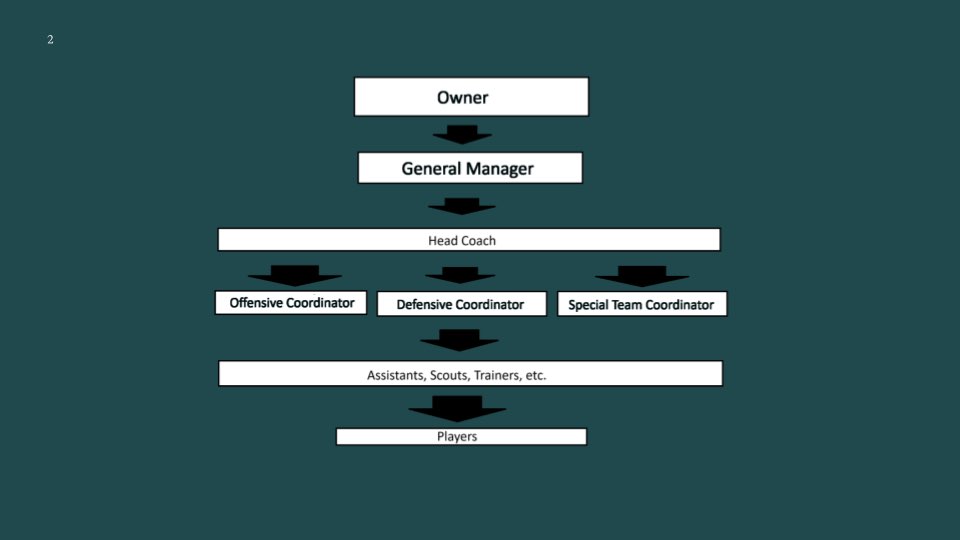 2
Owner
General Manager
Head Coach
Offensive Coordinator
Defensive Coordinator
Special Team Coordinator
Assistants, Scouts, Trainers, etc.
Players